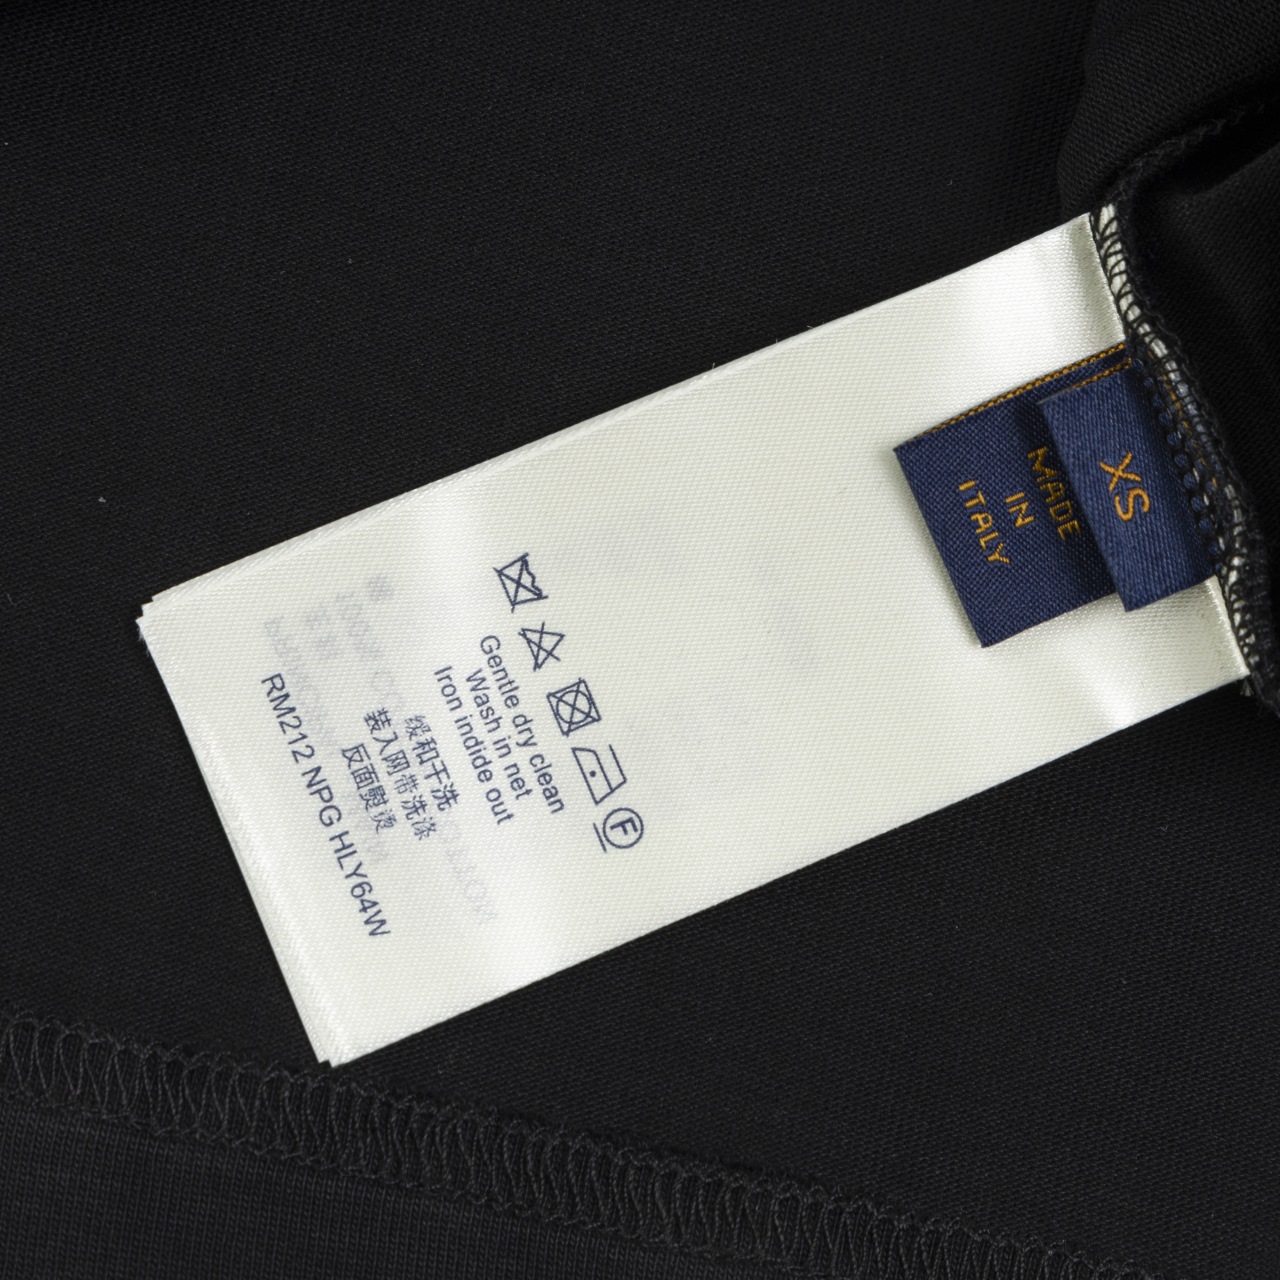 XS
MADE
IN
ITALY
F
Gentle dry clean
Wash in net
Iron indide out
缓和干洗
装入网带洗涤
反面熨烫
RM212 NPG HLY64W